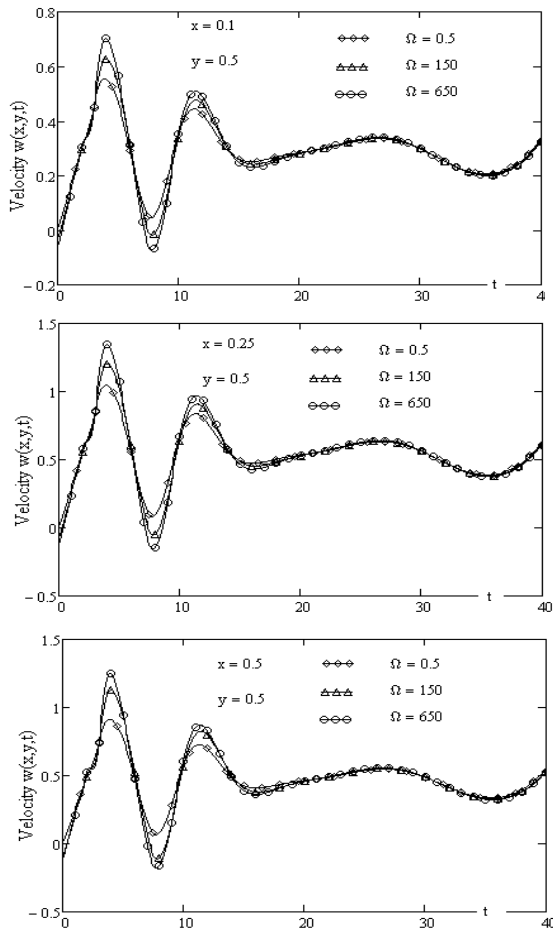 0.8
x = 0.1
Ω = 0.5
y = 0.5
Ω = 150
0.6
Ω = 650
Velocity w(x,y,t)
0.4
0.2
0
– 0.2
0
10
20
30
t
40
1.5
x = 0.25
Ω = 0.5
y = 0.5
Ω = 150
1
Ω = 650
Velocity w(x,y,t)
0.5
0
– 0.5
0
10
20
30
t
40
1.5
x = 0.5
Ω = 0.5
y = 0.5
Ω = 150
1
Ω = 650
Velocity w(x,y,t)
0.5
0
– 0.5
0
10
20
30
t
40